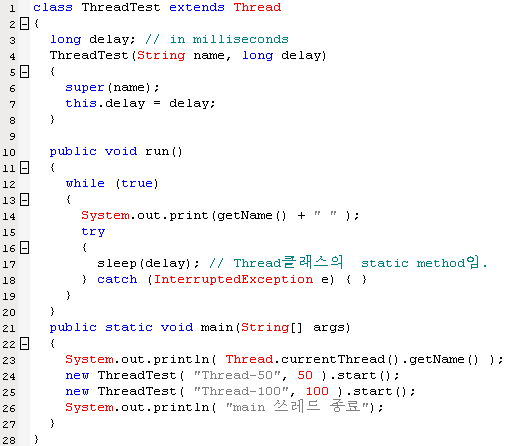 1 class ThreadTest extends Thread
2 {
3 long delay; // in milliseconds
4 ThreadTest(String name, long delay)
5 {
6 super(name);
7 this.delay = delay;
8 }
9
10 public void run()
11 {
12 while (true)
13 {
14 System.out.print(getName() + " " );
15 try
16 {
17 sleep(delay); // Thread클래스의 static method임.
18 } catch (InterruptedException e) { }
19 }
20 }
21 public static void main(String[] args)
22 {
23 System.out.println( Thread.currentThread().getName() );
24 new ThreadTest( "Thread-50", 50 ).start();
25 new ThreadTest( "Thread-100", 100 ).start();
26 System.out.println( "main 쓰레드 종료");
27 }
28 }